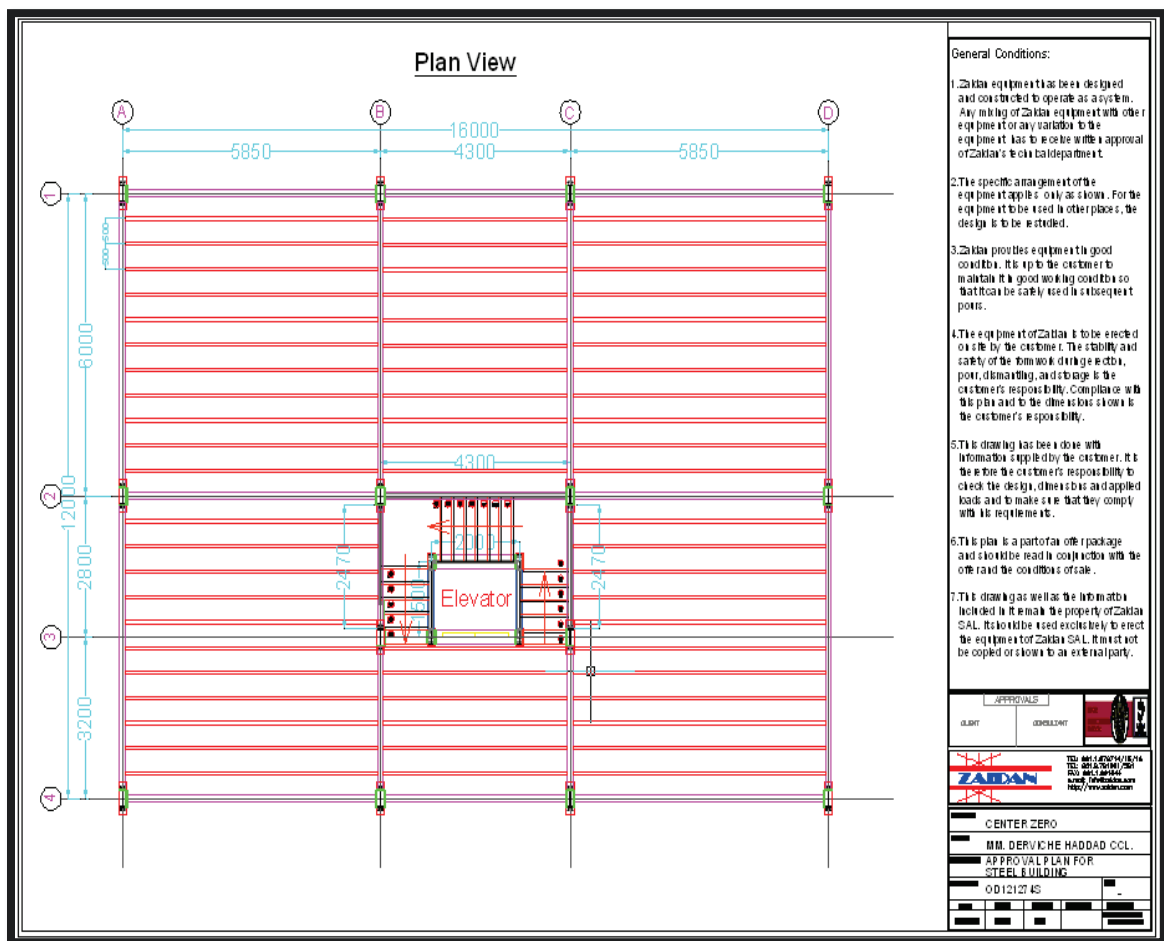 Plan View
A
B
C
D
16000
5850
4300
5850
1
500
500
6000
4300
2
12000
2000
2470
2470
2800
1500
Elevator
3
3200
4
General Conditions:
1.Zaidan equipment has been designed
and constructed to operate as a system.
Any mixing of Zaidan equipment with other
equipment or any variation to the
equipment has to receive written approval
of Zaidan's technical department.
2.The specific arrangement of the
equipment applies only as shown. For the
equipment to be used in other places, the
design is to be restudied.
3.Zaidan provides equipment in good
condition. It is up to the customer to
maintain it in good working condition so
that it can be safely used in subsequent
pours.
4.The equipment of Zaidan is to be erected
on site by the customer. The stability and
safety of the formwork during erection,
pour, dismantling, and storage is the
customer's responsibility. Compliance with
this plan and to the dimensions shown is
the customer's responsibility.
5.This drawing has been done with
information supplied by the customer. It is
therefore the customer's responsibility to
check the design, dimensions and applied
loads and to make sure that they comply
with his requirements.
6.This plan is a part of an offer package
and should be read in conjunction with the
offer and the conditions of sale.
7.This drawing as well as the information
included in it remain the property of Zaidan
SAL. It should be used exclusively to erect
the equipment of Zaidan SAL. It must not
be copied or shown to an external party.
APPROVALS
CLIENT
CONSULTANT
ZAIDAN
CENTER ZERO
MM. DERVICHE HADDAD CCL.
APPROVAL PLAN FOR
STEEL BUILDING
OD121274S